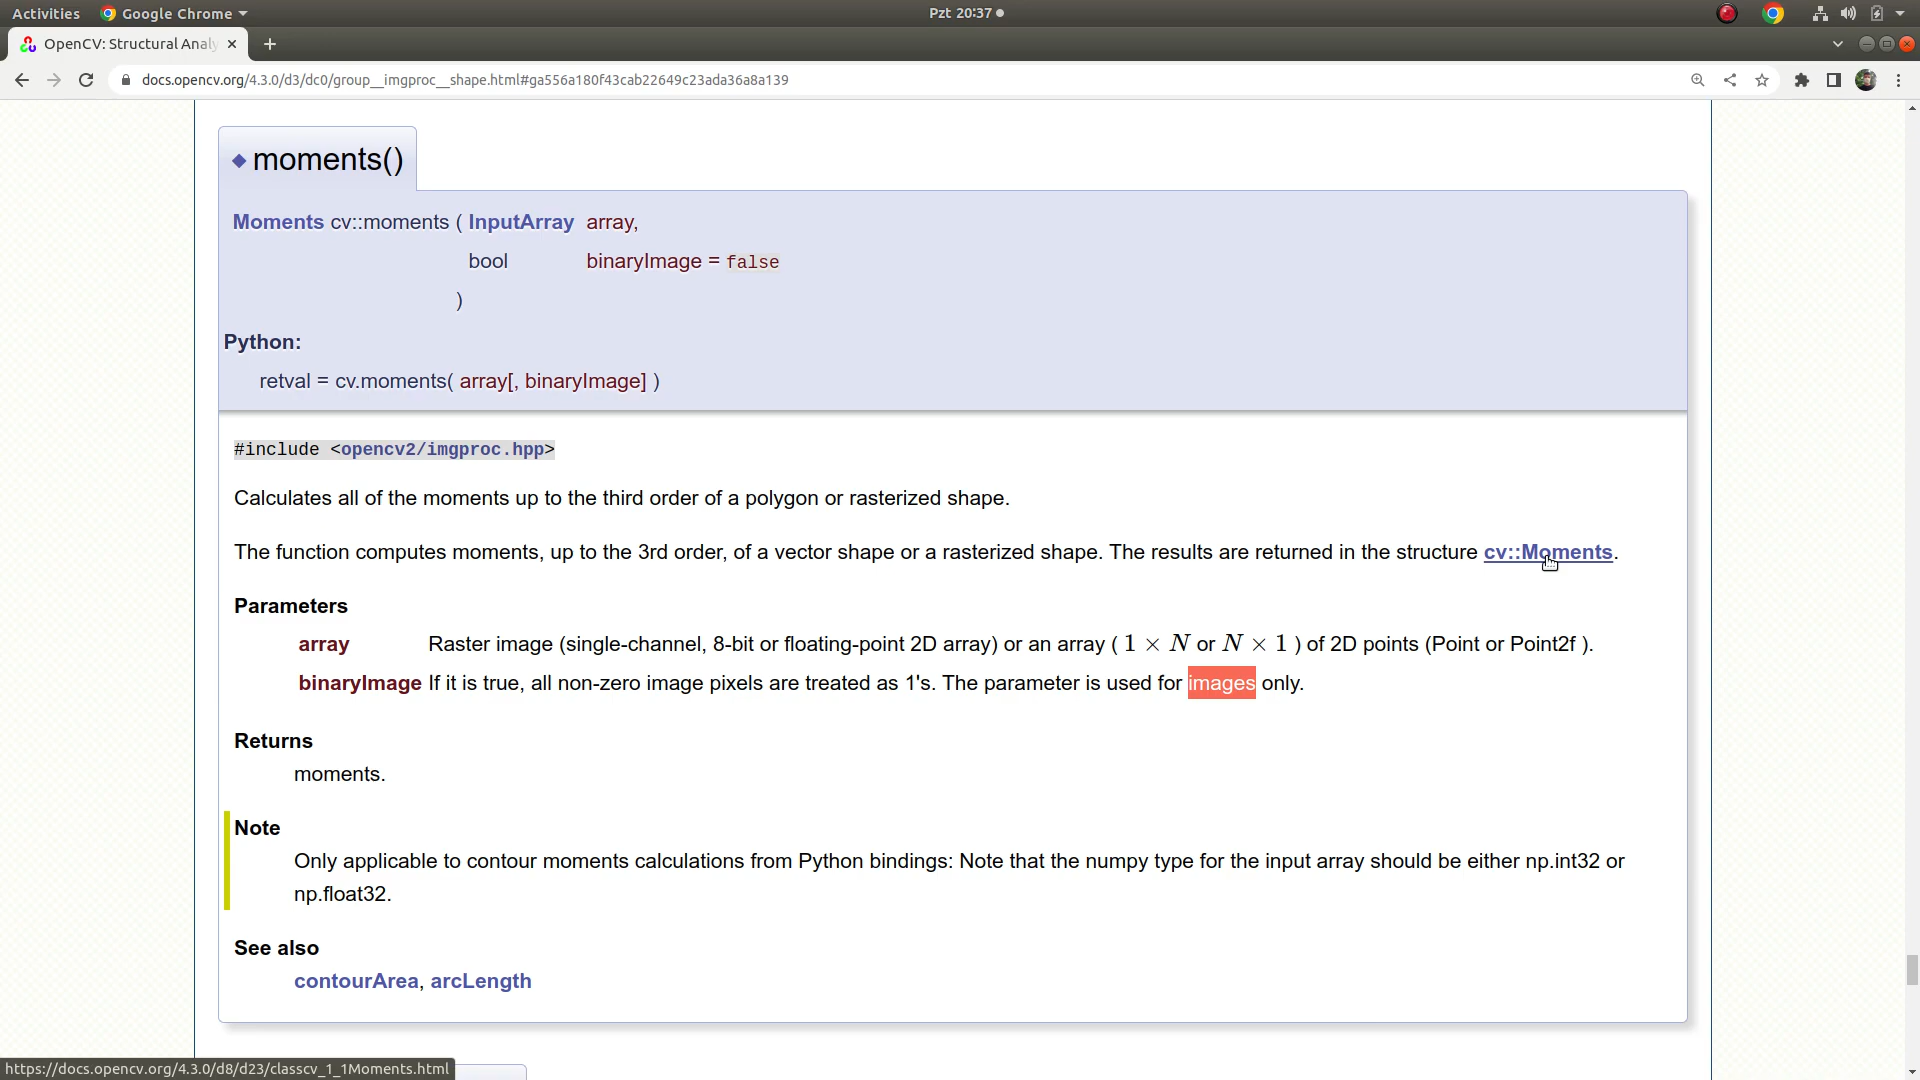 Activities
Google Chrome
Pzt 20:37
OpenCV: Structural Analy
docs.opencv.org/4.3.0/d3/dc0/group__imgproc__shape.html#ga556a180f43cab22649c23ada36a8a139
◆ moments()
Moments cv::moments ( InputArray array,
bool binaryImage = false
)
Python:
retval = cv.moments( array[, binaryImage] )
#include <opencv2/imgproc.hpp>
Calculates all of the moments up to the third order of a polygon or rasterized shape.
The function computes moments, up to the 3rd order, of a vector shape or a rasterized shape. The results are returned in the structure cv::Moments.
Parameters
array Raster image (single-channel, 8-bit or floating-point 2D array) or an array ( 1 × N or N × 1 ) of 2D points (Point or Point2f ).
binaryImage If it is true, all non-zero image pixels are treated as 1's. The parameter is used for images only.
Returns
moments.
Note
Only applicable to contour moments calculations from Python bindings: Note that the numpy type for the input array should be either np.int32 or
np.float32.
See also
contourArea, arcLength
https://docs.opencv.org/4.3.0/d8/d23/classcv_1_1Moments.html